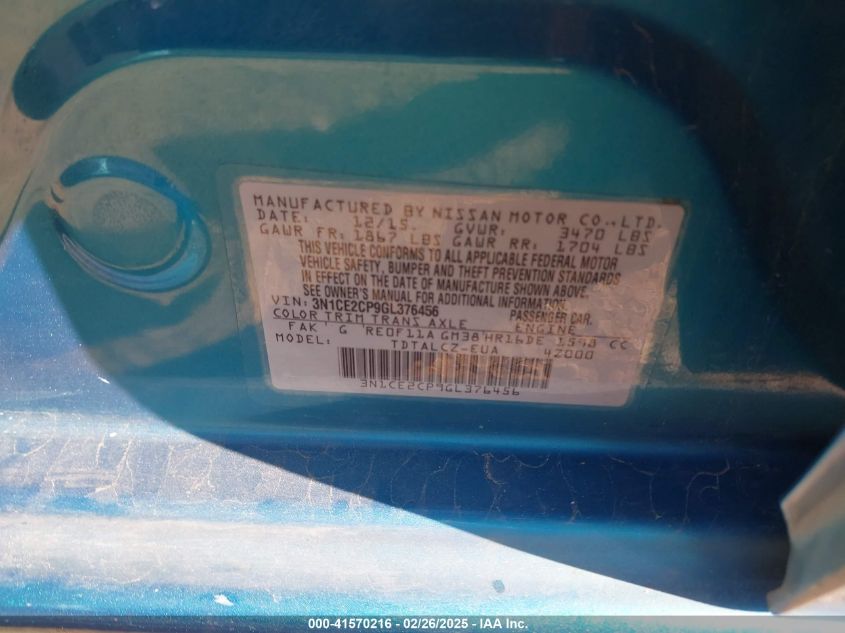 MANUFACTURED BY NISSAN MOTOR CO., LTD.
DATE: 12/15 GVWR: 3470 LBS
GAWR FR: 1867 LBS GAWR RR: 1704 LBS
THIS VEHICLE CONFORMS TO ALL APPLICABLE FEDERAL MOTOR
VEHICLE SAFETY, BUMPER AND THEFT PREVENTION STANDARDS
IN EFFECT ON THE DATE OF MANUFACTURE SHOWN ABOVE.
SEE OWNER'S MANUAL FOR ADDITIONAL INFORMATION.
VIN: 3N1CE2CP9GL376456 PASSENGER CAR
COLOR TRIM TRANS AXLE ENGINE
FAK G RE0F11A GM38 HR16DE 1598 CC
MODEL: TDTALCZ-EUA 42000
3N1CE2CP9GL376456
000-41570216 - 02/26/2025 - IAA Inc.